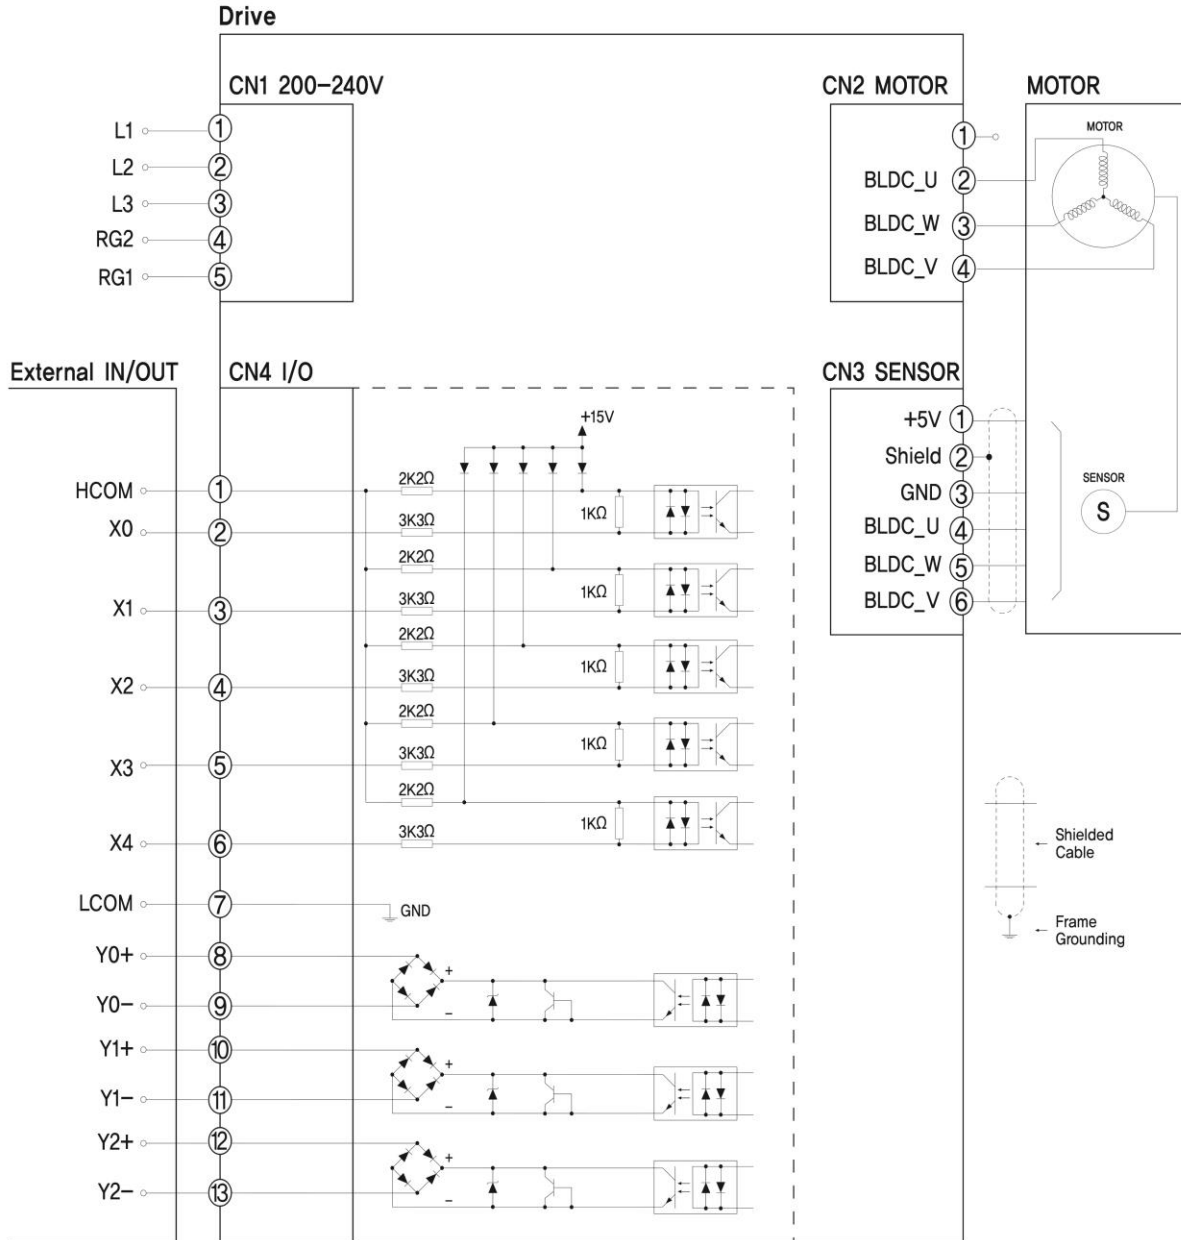 Drive
CN1 200-240V
L1
1
L2
2
L3
3
RG2
4
RG1
5
CN2 MOTOR
1
BLDC_U 2
BLDC_W 3
BLDC_V 4
MOTOR
MOTOR
External IN/OUT
CN4 I/O
+15V
HCOM 1 2K2Ω
1KΩ
X0 2 3K3Ω
2K2Ω
1KΩ
X1 3 3K3Ω
2K2Ω
1KΩ
X2 4 3K3Ω
2K2Ω
1KΩ
X3 5 3K3Ω
2K2Ω
1KΩ
X4 6 3K3Ω
LCOM 7 GND
Y0+ 8
+
Y0- 9 -
Y1+ 10
+
Y1- 11 -
Y2+ 12
+
Y2- 13 -
CN3 SENSOR
+5V 1
Shield 2
GND 3
BLDC_U 4
BLDC_W 5
BLDC_V 6
SENSOR
S
Shielded
Cable
Frame
Grounding